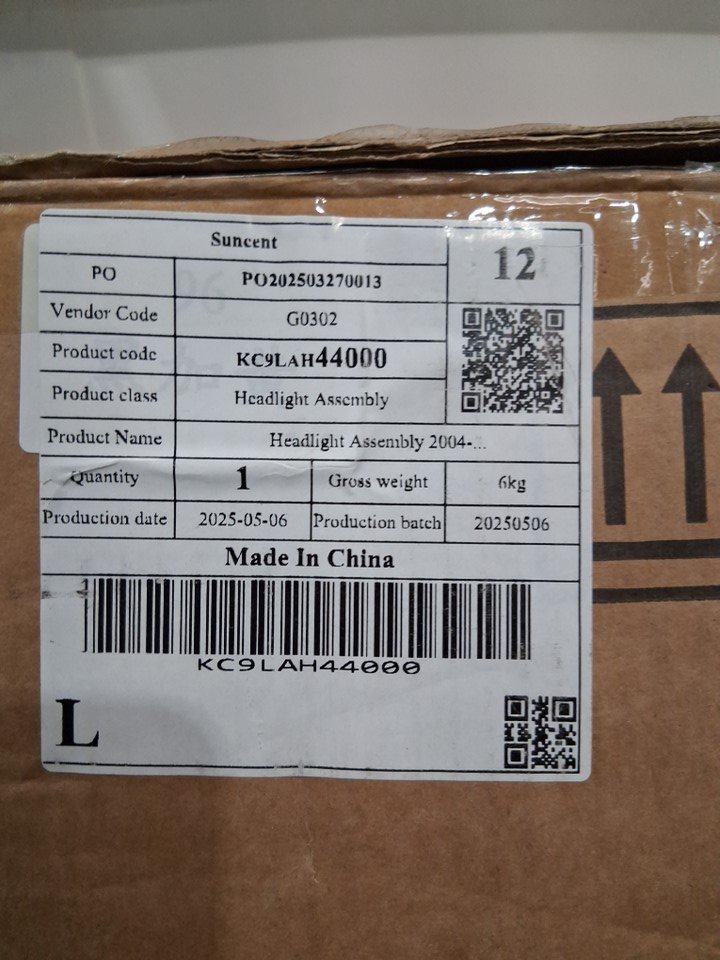 Suncent
12
PO PO202503270013
Vendor Code G0302
Product code KC9LAH44000
Product class Headlight Assembly
Product Name Headlight Assembly 2004-...
Quantity 1 Gross weight 6kg
Production date 2025-05-06 Production batch 20250506
Made In China
KC9LAH44000
L